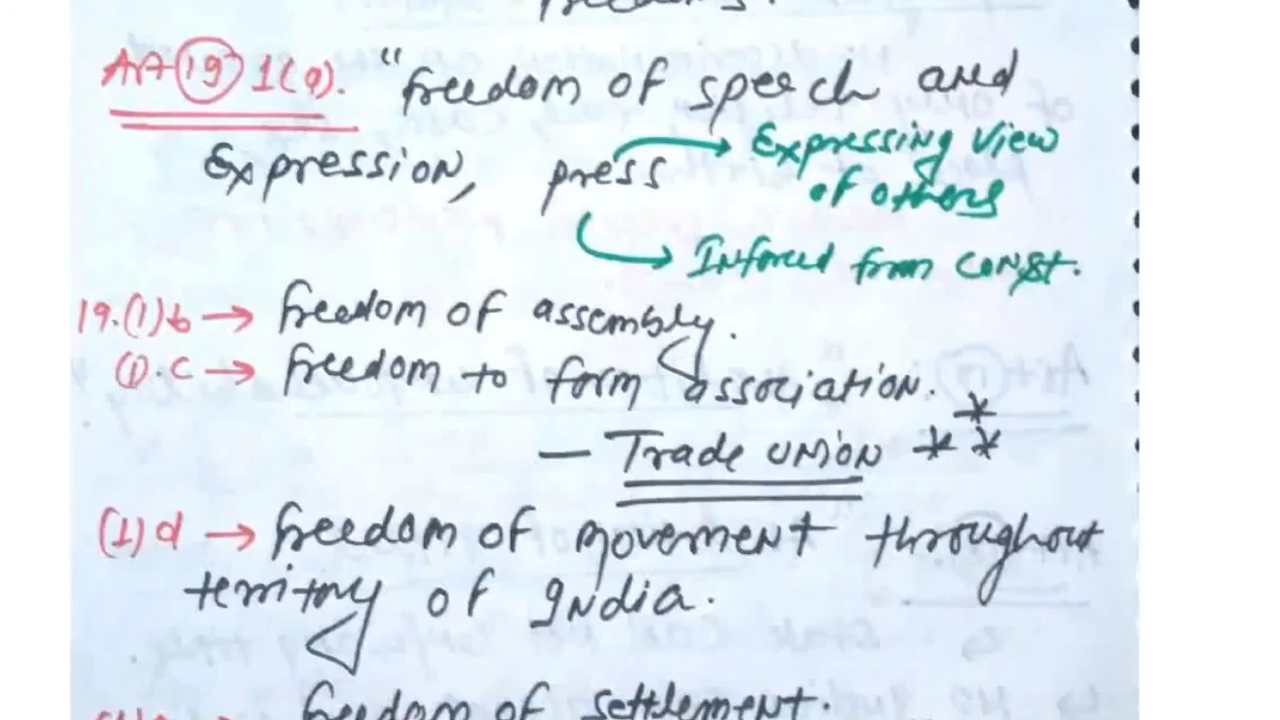 freedoms.
Art 19 1(a). "freedom of speech and
Expression, press → Expressing view
of others
→ Inforced from const.
19.(1)b → freedom of assembly.
(1).c → freedom to form association.
— Trade union ***
(1)d → freedom of movement throughout
territory of India.
freedom of settlement.